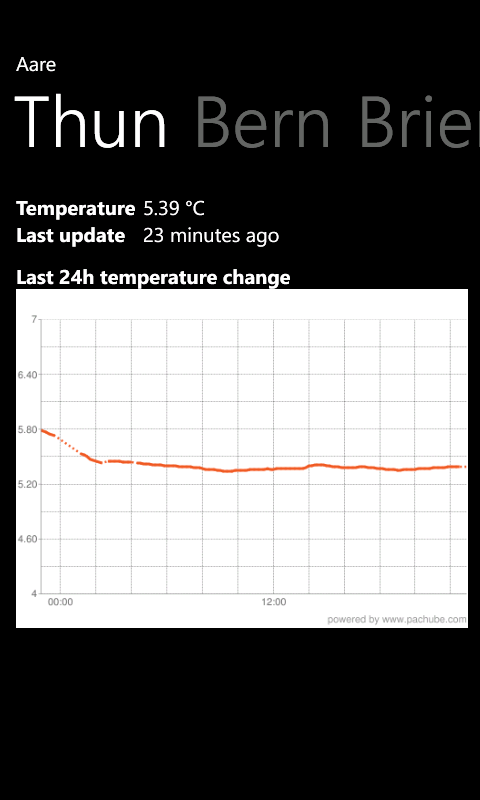 Aare
Thun Bern Brie
Temperature 5.39 °C
Last update 23 minutes ago
Last 24h temperature change
7
6.40
5.80
5.20
4.60
4
00:00 12:00
powered by www.pachube.com